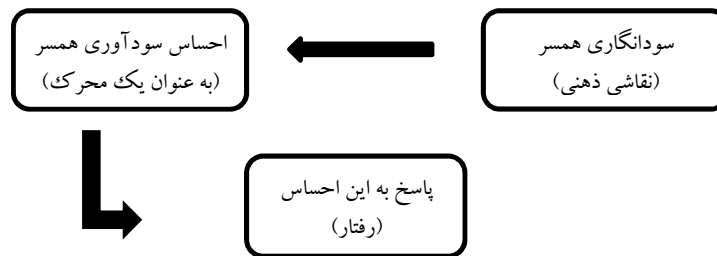 سودانگاری همسر
(نقاشی ذهنی)
احساس سودآوری همسر
(به عنوان یک محرک)
پاسخ به این احساس
(رفتار)